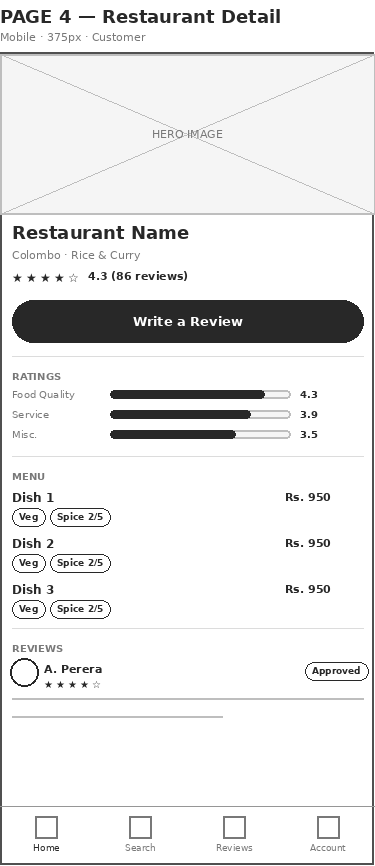 PAGE 4 — Restaurant Detail
Mobile · 375px · Customer
HERO IMAGE
Restaurant Name
Colombo · Rice & Curry
★ ★ ★ ★ ☆ 4.3 (86 reviews)
Write a Review
RATINGS
Food Quality 4.3
Service 3.9
Misc. 3.5
MENU
Dish 1 Rs. 950
Veg Spice 2/5
Dish 2 Rs. 950
Veg Spice 2/5
Dish 3 Rs. 950
Veg Spice 2/5
REVIEWS
A. Perera Approved
★ ★ ★ ★ ☆
Home Search Reviews Account